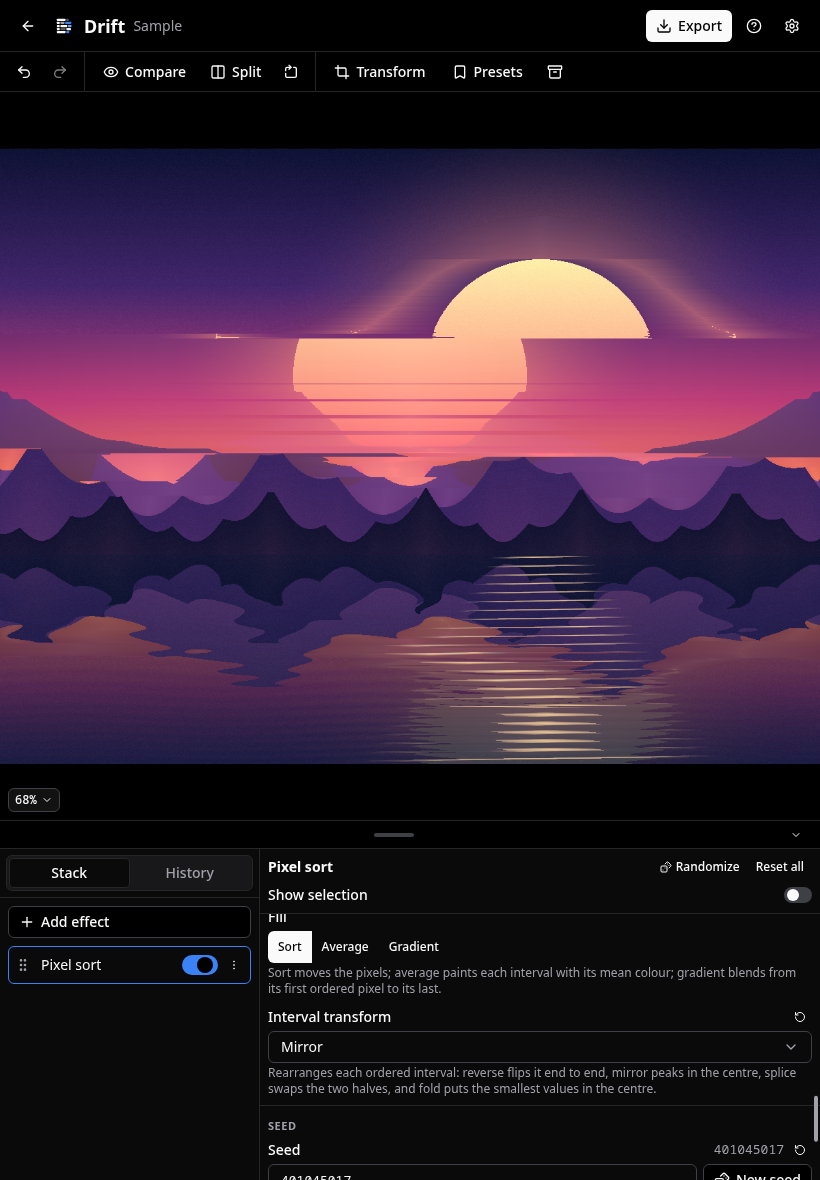 Drift Sample
Export
Compare
Split
Transform
Presets
68%
Stack
History
Add effect
Pixel sort
Pixel sort
Randomize
Reset all
Show selection
Fill
Sort
Average
Gradient
Sort moves the pixels; average paints each interval with its mean colour; gradient blends from
its first ordered pixel to its last.
Interval transform
Mirror
Rearranges each ordered interval: reverse flips it end to end, mirror peaks in the centre, splice
swaps the two halves, and fold puts the smallest values in the centre.
SEED
Seed
401045017
401045017
New seed